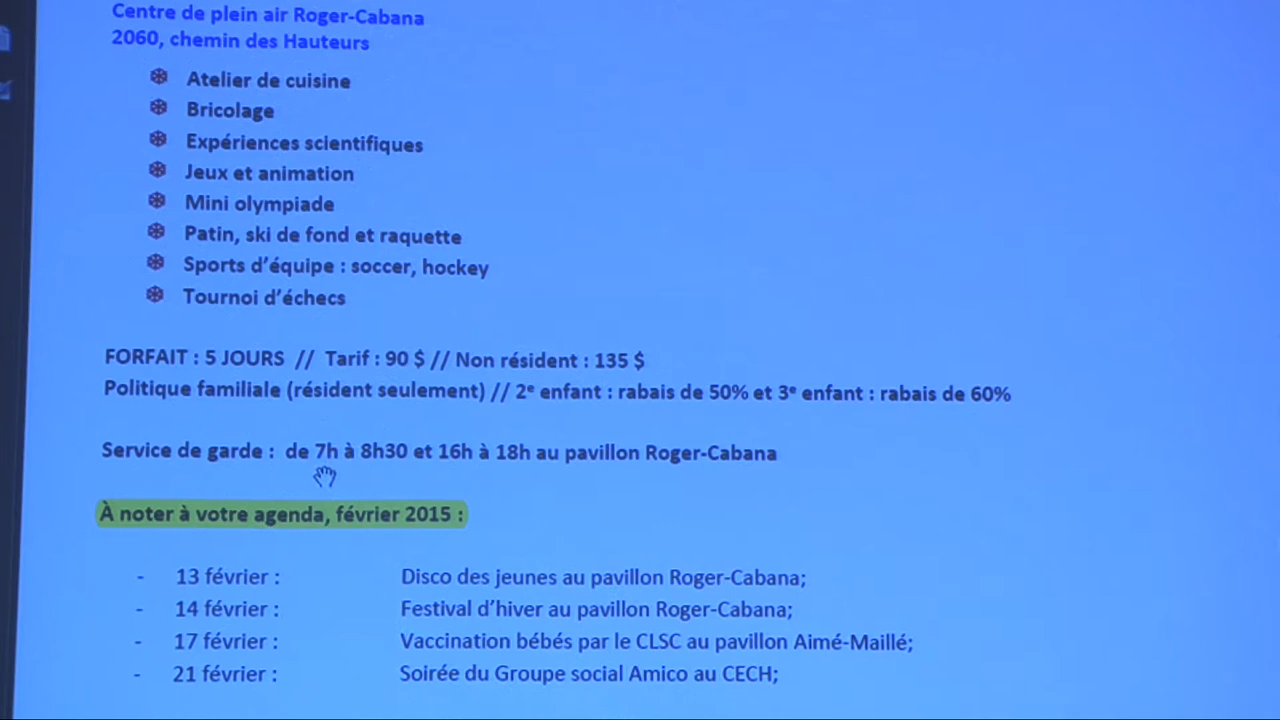 Centre de plein air Roger-Cabana
2060, chemin des Hauteurs
Atelier de cuisine
Bricolage
Expériences scientifiques
Jeux et animation
Mini olympiade
Patin, ski de fond et raquette
Sports d’équipe : soccer, hockey
Tournoi d’échecs
FORFAIT : 5 JOURS // Tarif : 90 $ // Non résident : 135 $
Politique familiale (résident seulement) // 2e enfant : rabais de 50% et 3e enfant : rabais de 60%
Service de garde : de 7h à 8h30 et 16h à 18h au pavillon Roger-Cabana
À noter à votre agenda, février 2015 :
- 13 février : Disco des jeunes au pavillon Roger-Cabana;
- 14 février : Festival d’hiver au pavillon Roger-Cabana;
- 17 février : Vaccination bébés par le CLSC au pavillon Aimé-Maillé;
- 21 février : Soirée du Groupe social Amico au CECH;